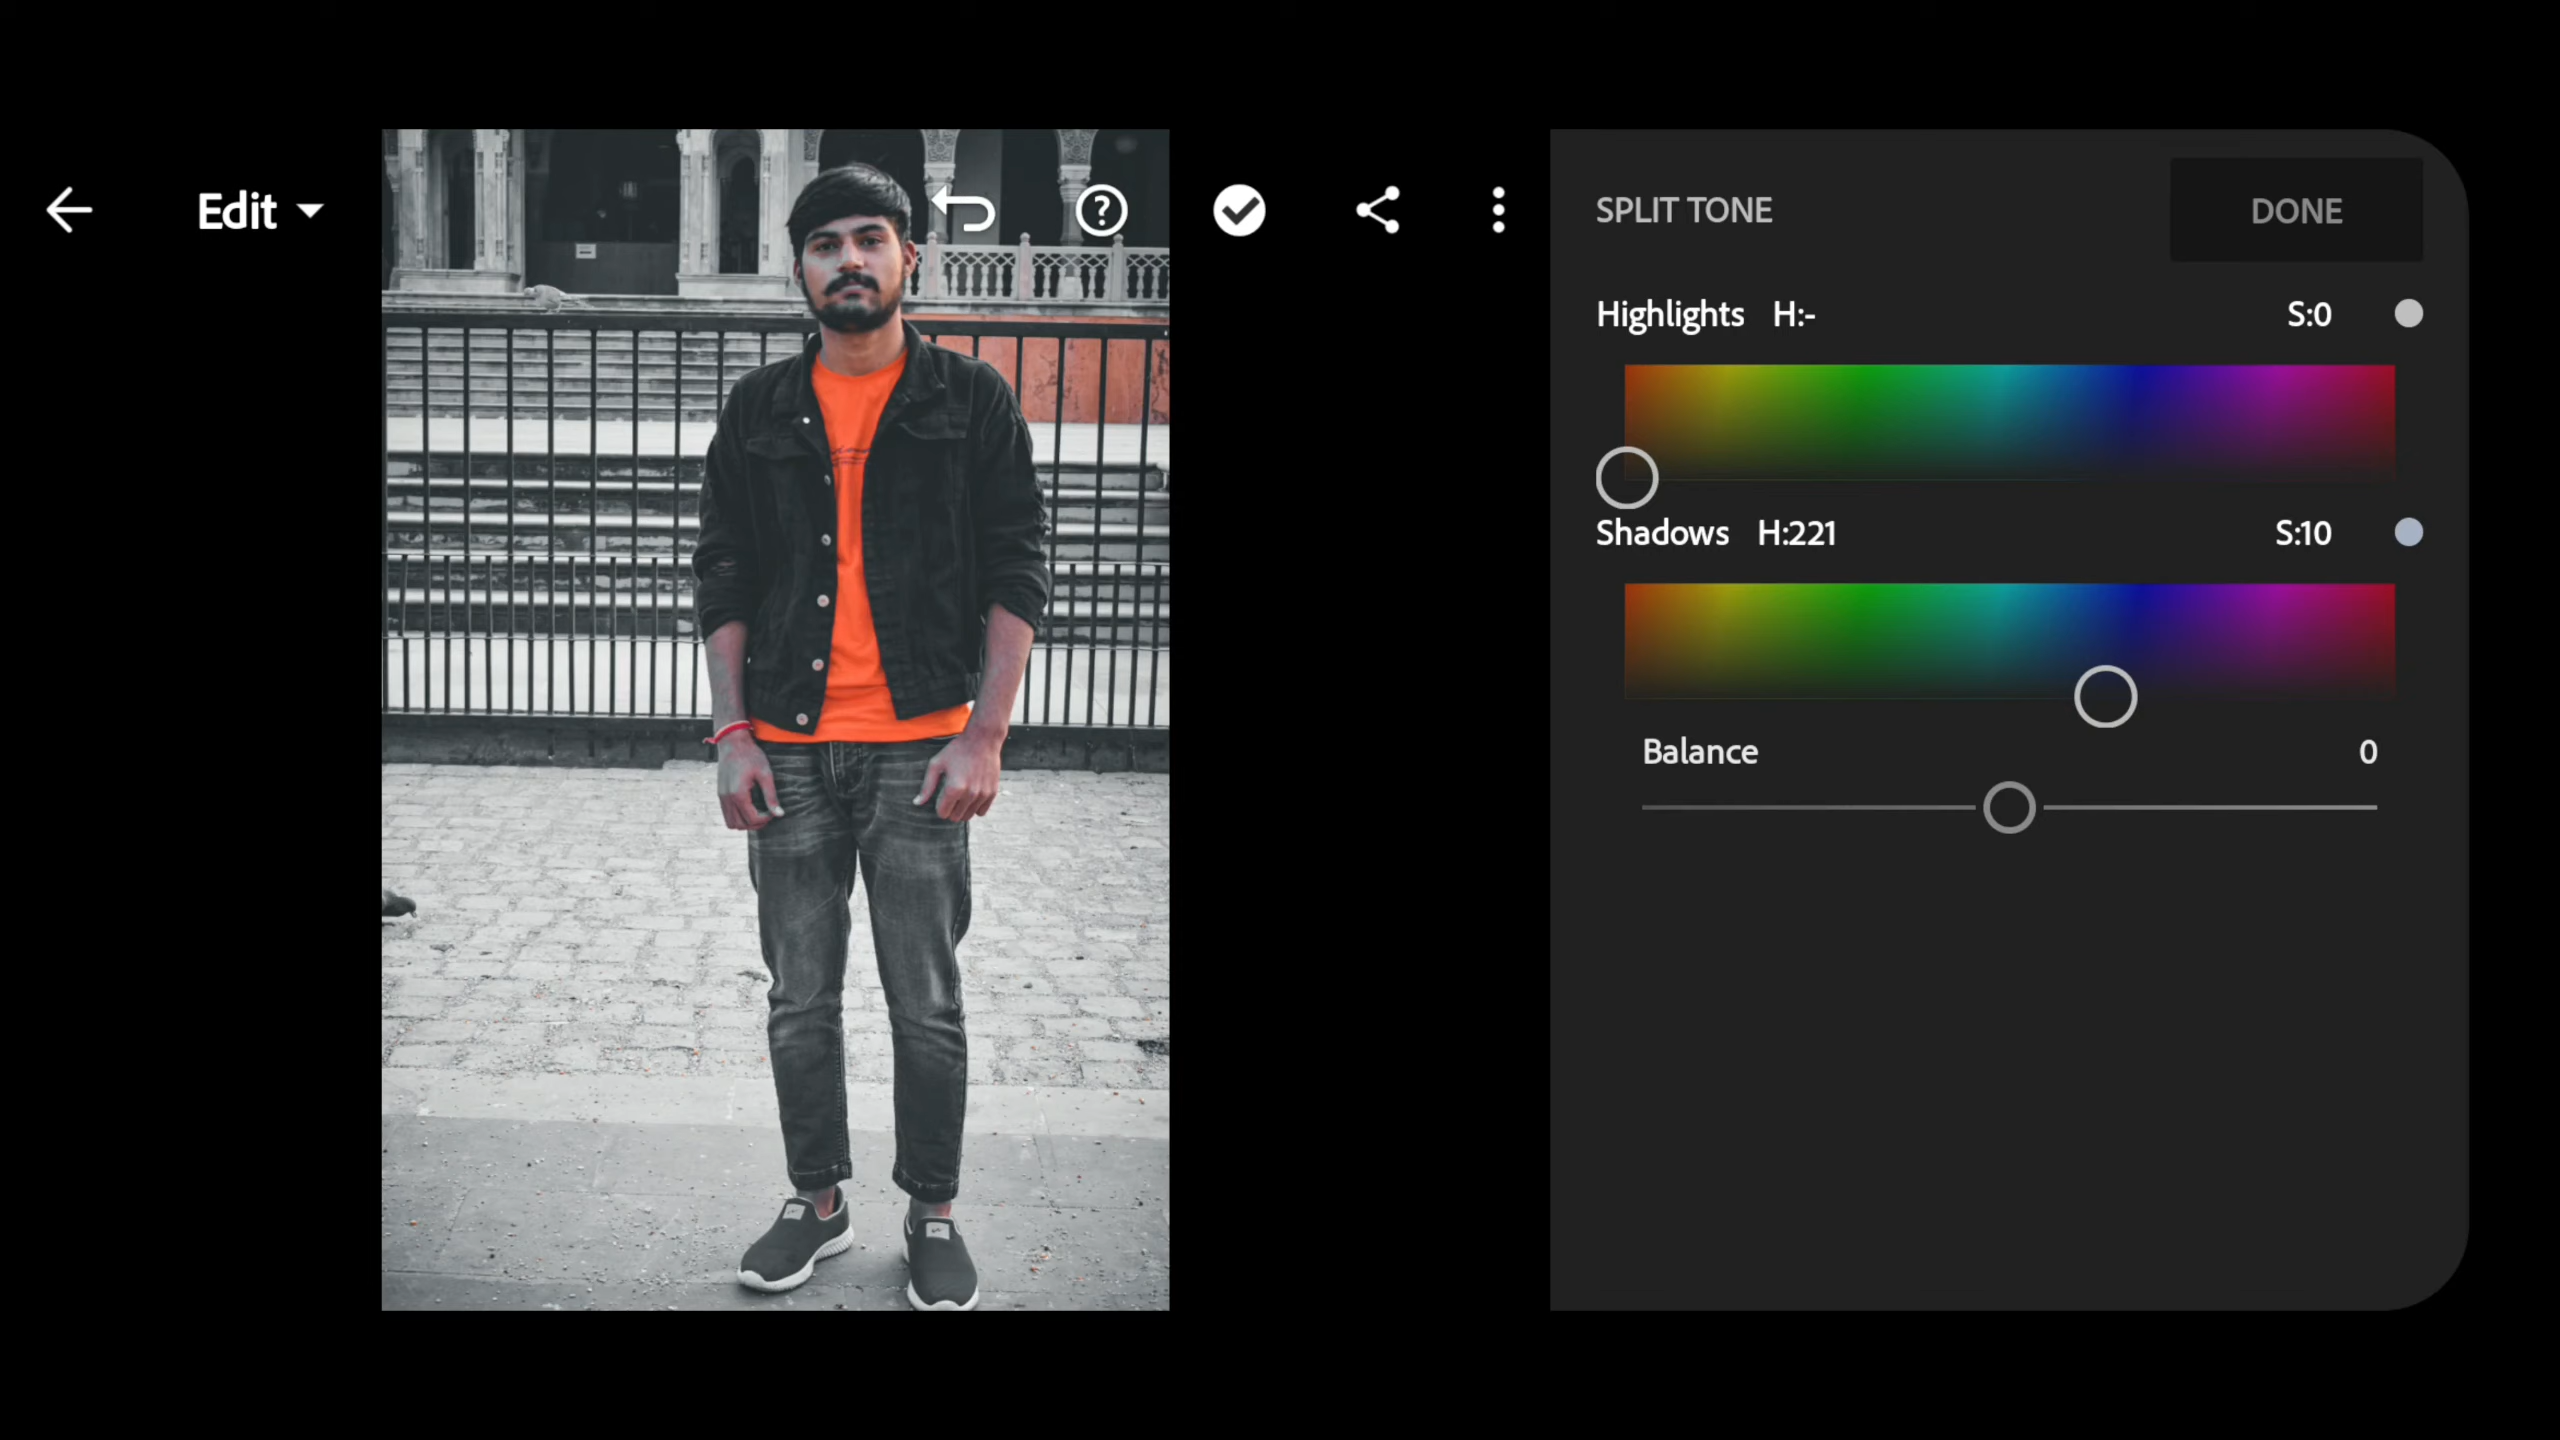 Edit
SPLIT TONE
DONE
Highlights H:- S:0
Shadows H:221 S:10
Balance 0